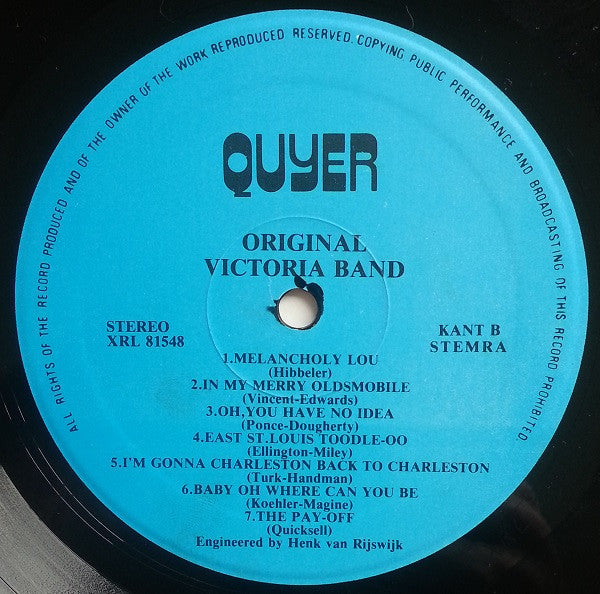 ALL RIGHTS OF THE RECORD PRODUCED AND OF THE OWNER OF THE WORK REPRODUCED RESERVED. COPYING PUBLIC PERFORMANCE AND BROADCASTING OF THIS RECORD PROHIBITED.
QUYER
ORIGINAL
VICTORIA BAND
STEREO
XRL 81548
KANT B
STEMRA
1.MELANCHOLY LOU
(Hibbeler)
2.IN MY MERRY OLDSMOBILE
(Vincent-Edwards)
3.OH,YOU HAVE NO IDEA
(Ponce-Dougherty)
4.EAST ST.LOUIS TOODLE-OO
(Ellington-Miley)
5.I'M GONNA CHARLESTON BACK TO CHARLESTON
(Turk-Handman)
6.BABY OH WHERE CAN YOU BE
(Koehler-Magine)
7.THE PAY-OFF
(Quicksell)
Engineered by Henk van Rijswijk